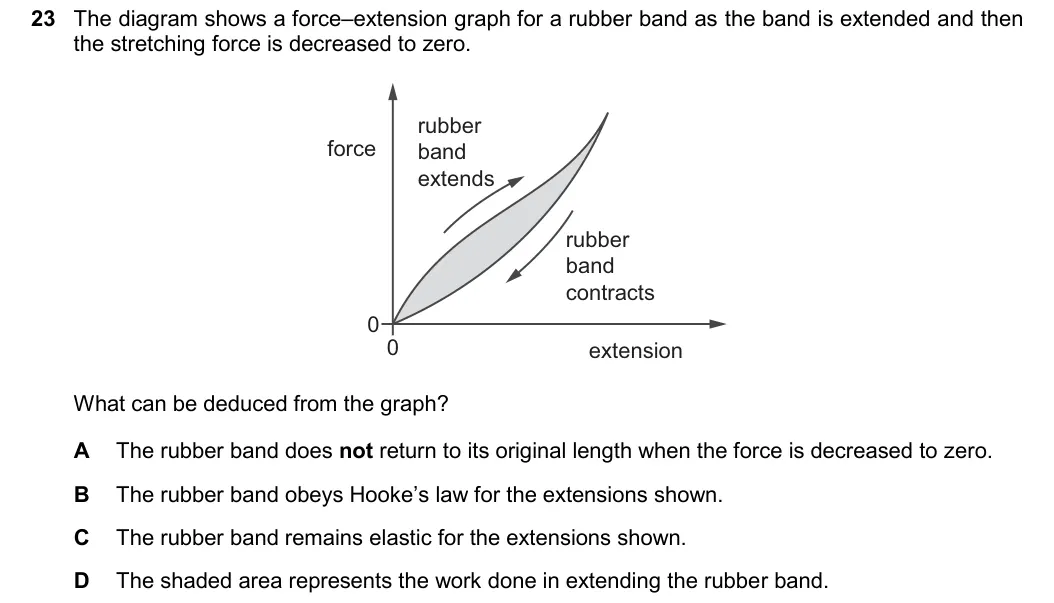 23 The diagram shows a force–extension graph for a rubber band as the band is extended and then
the stretching force is decreased to zero.
force
rubber
band
extends
rubber
band
contracts
0
0
extension
What can be deduced from the graph?
A The rubber band does not return to its original length when the force is decreased to zero.
B The rubber band obeys Hooke’s law for the extensions shown.
C The rubber band remains elastic for the extensions shown.
D The shaded area represents the work done in extending the rubber band.